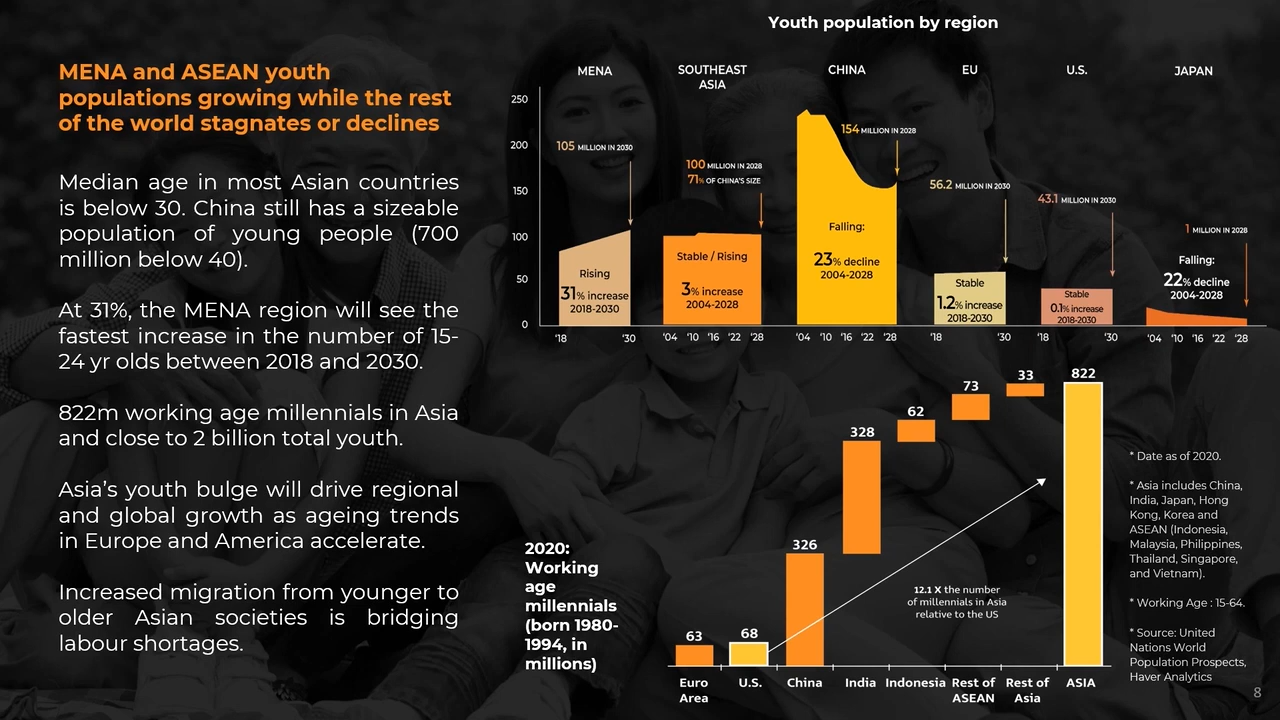 Youth population by region
MENA and ASEAN youth
populations growing while the rest
of the world stagnates or declines
Median age in most Asian countries
is below 30. China still has a sizeable
population of young people (700
million below 40).
At 31%, the MENA region will see the
fastest increase in the number of 15-
24 yr olds between 2018 and 2030.
822m working age millennials in Asia
and close to 2 billion total youth.
Asia’s youth bulge will drive regional
and global growth as ageing trends
in Europe and America accelerate.
Increased migration from younger to
older Asian societies is bridging
labour shortages.
MENA
SOUTHEAST
ASIA
CHINA
EU
U.S.
JAPAN
250
200
150
100
50
0
105 MILLION IN 2030
Rising
31% increase
2018-2030
‘18 ‘30
100 MILLION IN 2028
71% OF CHINA'S SIZE
Stable / Rising
3% increase
2004-2028
‘04 ‘10 ‘16 ‘22 ‘28
154 MILLION IN 2028
Falling:
23% decline
2004-2028
‘04 ‘10 ‘16 ‘22 ‘28
56.2 MILLION IN 2030
Stable
1.2% increase
2018-2030
‘18 ‘30
43.1 MILLION IN 2030
Stable
0.1% increase
2018-2030
‘18 ‘30
1 MILLION IN 2028
Falling:
22% decline
2004-2028
‘04 ‘10 ‘16 ‘22 ‘28
2020:
Working
age
millennials
(born 1980-
1994, in
millions)
63
68
326
328
62
73
33
822
12.1 X the number
of millennials in Asia
relative to the US
Euro
Area
U.S.
China
India
Indonesia
Rest of
ASEAN
Rest of
Asia
ASIA
* Date as of 2020.
* Asia includes China,
India, Japan, Hong
Kong, Korea and
ASEAN (Indonesia,
Malaysia, Philippines,
Thailand, Singapore,
and Vietnam).
* Working Age : 15-64.
* Source: United
Nations World
Population Prospects,
Haver Analytics
8